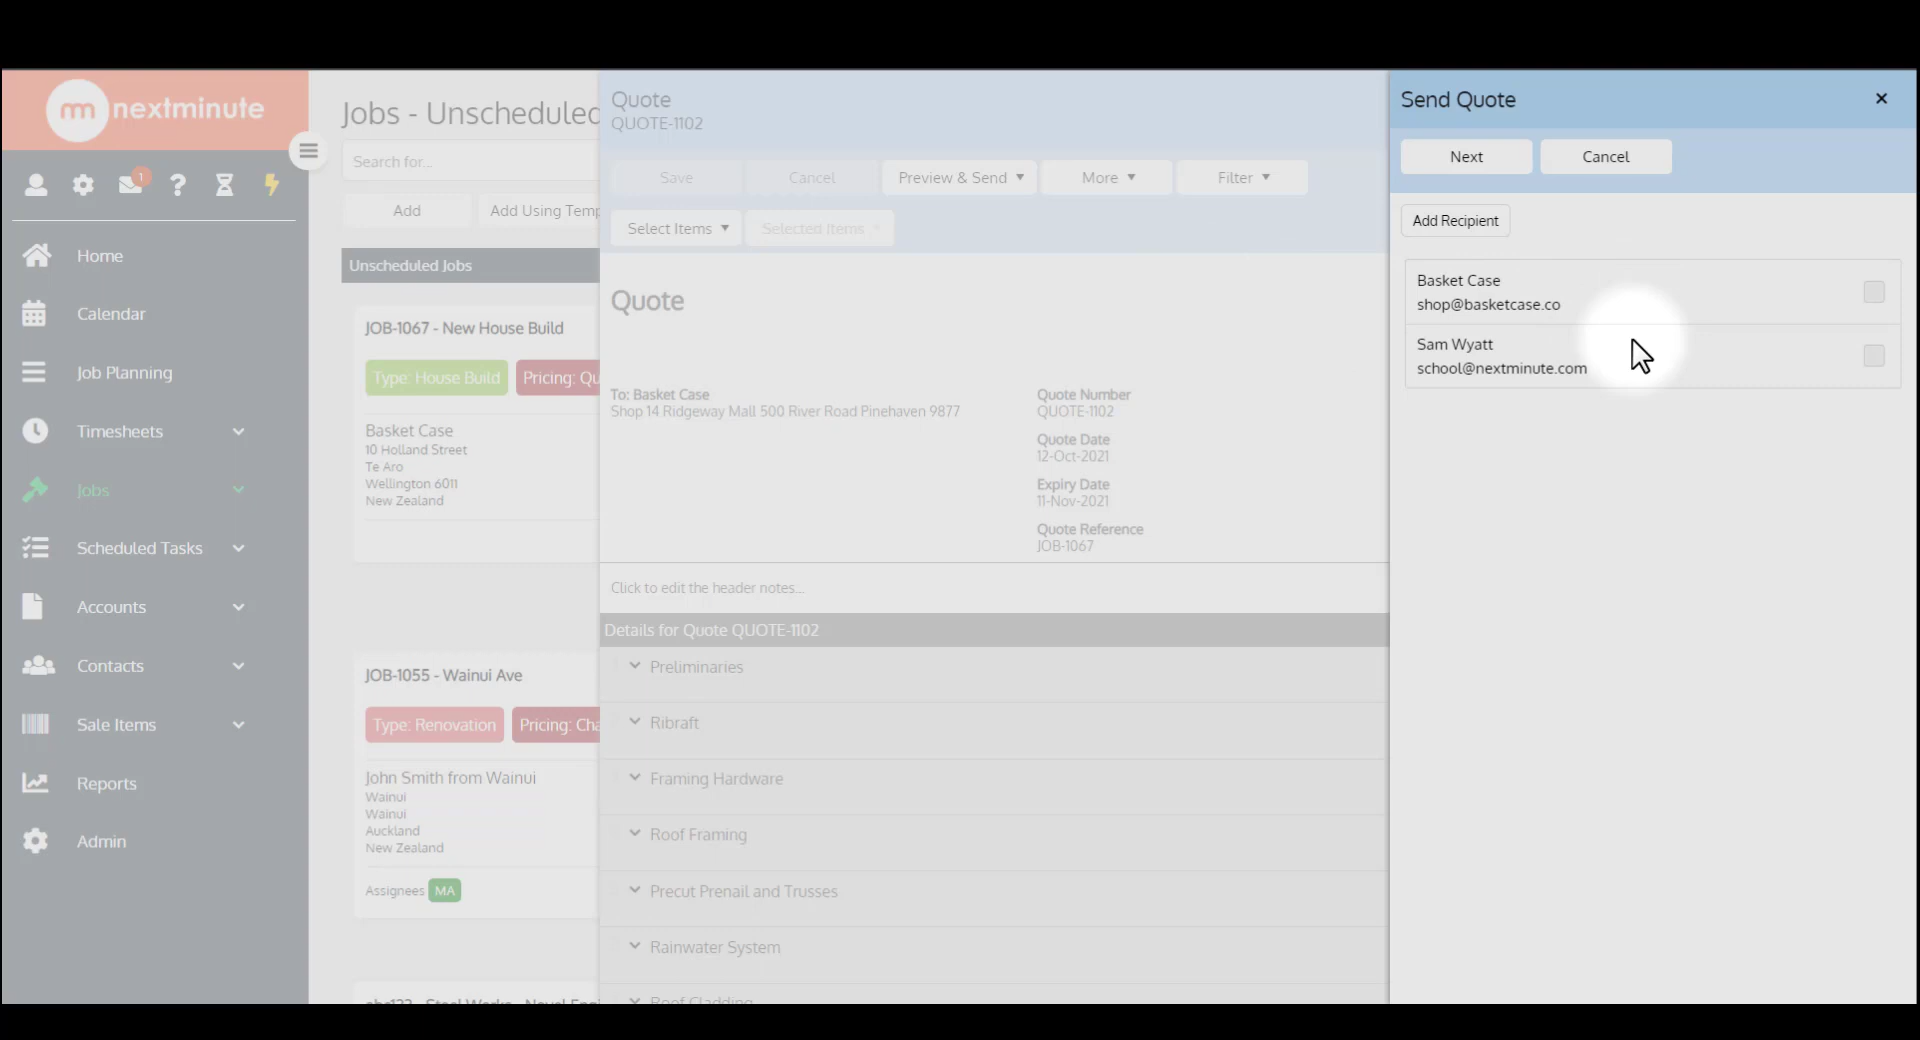 nextminute
1
?
Home
Calendar
Job Planning
Timesheets
Jobs
Scheduled Tasks
Accounts
Contacts
Sale Items
Reports
Admin
Jobs - Unscheduled
Search for...
Add
Add Using Temp
Unscheduled Jobs
JOB-1067 - New House Build
Type: House Build
Pricing: Qu
Basket Case
10 Holland Street
Te Aro
Wellington 6011
New Zealand
JOB-1055 - Wainui Ave
Type: Renovation
Pricing: Cha
John Smith from Wainui
Wainui
Wainui
Auckland
New Zealand
Assignees MA
Quote
QUOTE-1102
Save
Cancel
Preview & Send
More
Filter
Select Items
Selected Items
Quote
To: Basket Case
Shop 14 Ridgeway Mall 500 River Road Pinehaven 9877
Quote Number
QUOTE-1102
Quote Date
12-Oct-2021
Expiry Date
11-Nov-2021
Quote Reference
JOB-1067
Click to edit the header notes...
Details for Quote QUOTE-1102
Preliminaries
Ribraft
Framing Hardware
Roof Framing
Precut Prenail and Trusses
Rainwater System
Roof Cladding
Send Quote
Next
Cancel
Add Recipient
Basket Case
shop@basketcase.co
Sam Wyatt
school@nextminute.com